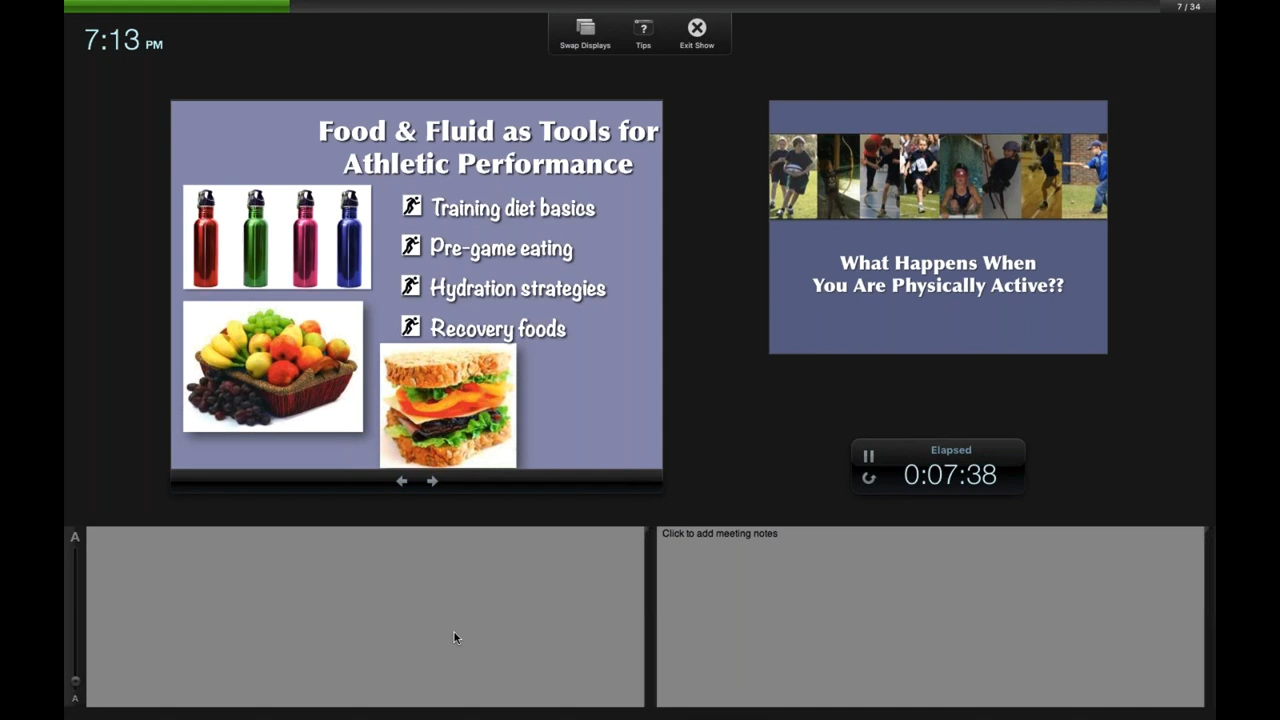 7 / 34
7:13 PM
Swap Displays
Tips
Exit Show
Food & Fluid as Tools for
Athletic Performance
Training diet basics
Pre-game eating
Hydration strategies
Recovery foods
What Happens When
You Are Physically Active??
Elapsed
0:07:38
A
A
Click to add meeting notes